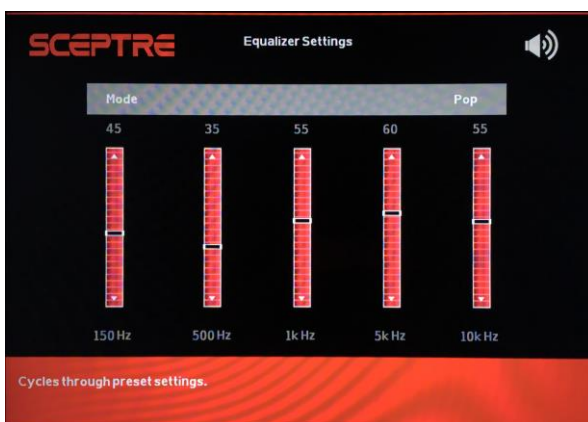 SCEPTRE
Equalizer Settings
Mode Pop
45 35 55 60 55
150 Hz 500 Hz 1k Hz 5k Hz 10k Hz
Cycles through preset settings.